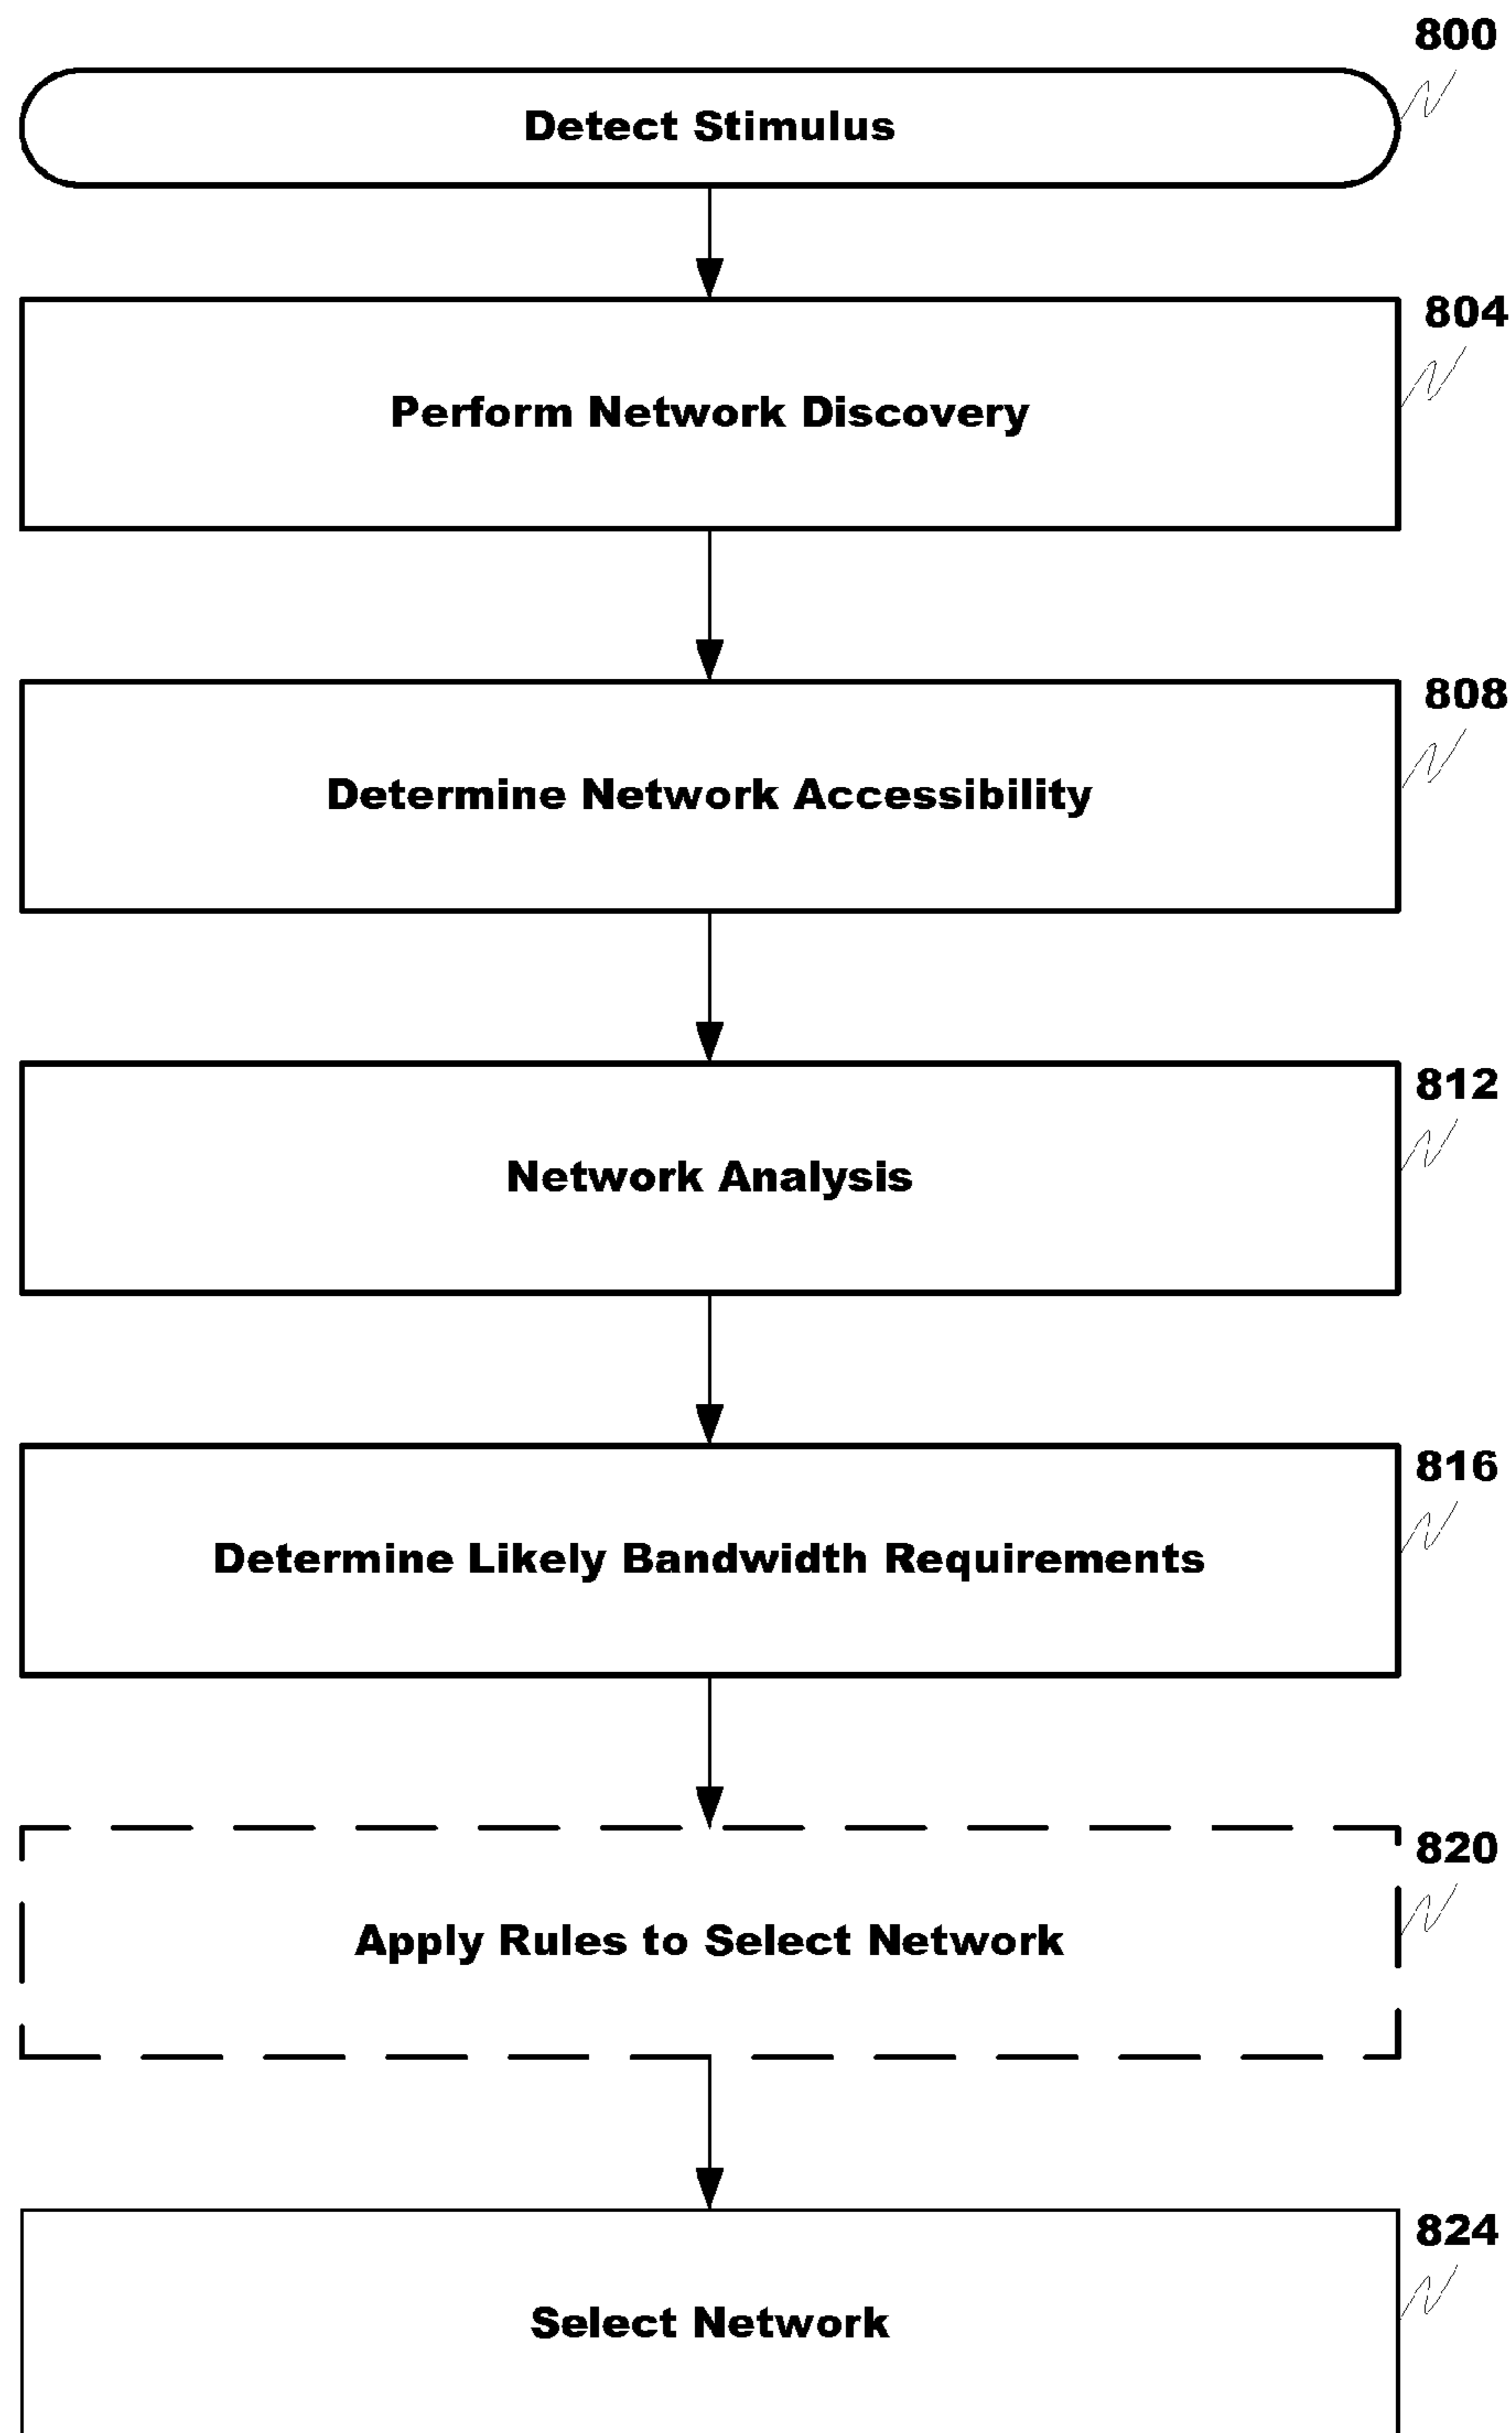 800
Detect Stimulus
804
Perform Network Discovery
808
Determine Network Accessibility
812
Network Analysis
816
Determine Likely Bandwidth Requirements
820
Apply Rules to Select Network
824
Select Network